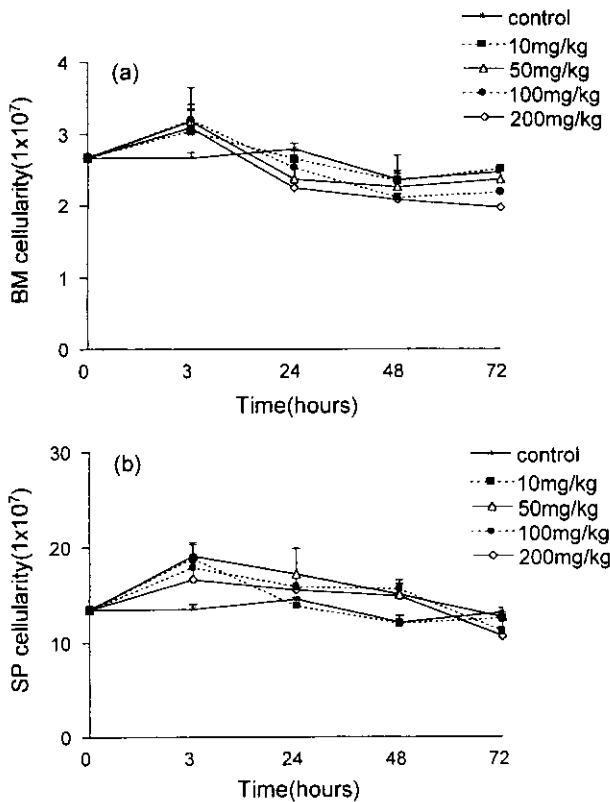 control
10mg/kg
50mg/kg
100mg/kg
200mg/kg
(a)
4
3
2
1
0
BM cellularity(1x10⁷)
0 3 24 48 72
Time(hours)
control
10mg/kg
50mg/kg
100mg/kg
200mg/kg
(b)
30
20
10
0
SP cellularity(1x10⁷)
0 3 24 48 72
Time(hours)